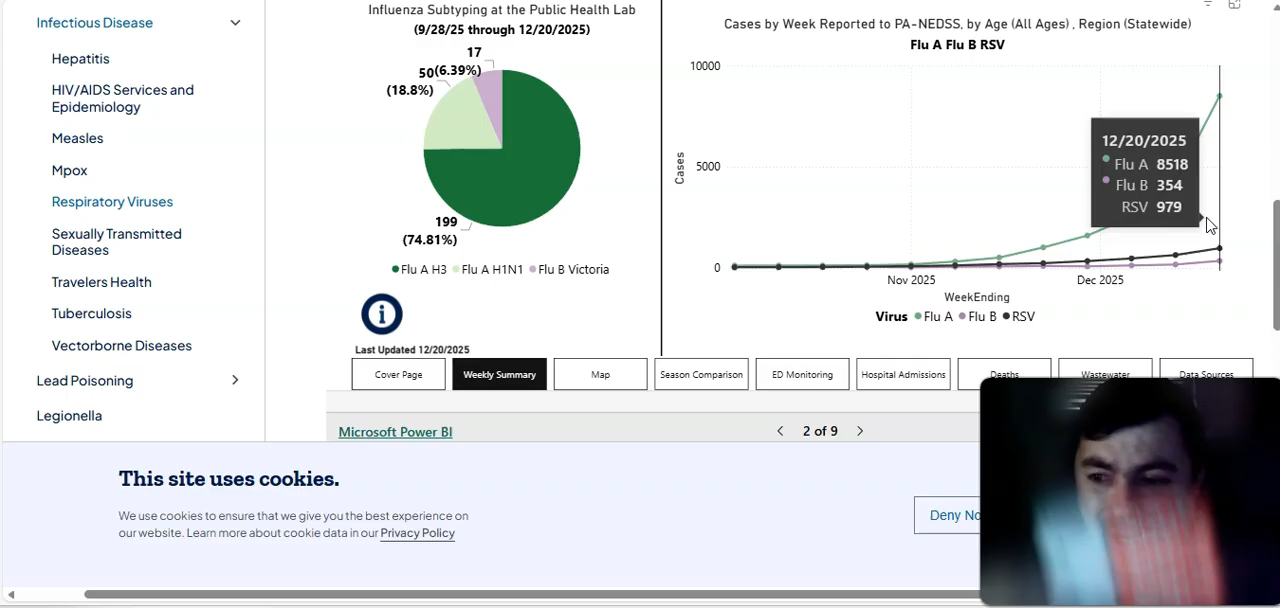 Infectious Disease
Hepatitis
HIV/AIDS Services and
Epidemiology
Measles
Mpox
Respiratory Viruses
Sexually Transmitted
Diseases
Travelers Health
Tuberculosis
Vectorborne Diseases
Lead Poisoning
Legionella
Influenza Subtyping at the Public Health Lab
(9/28/25 through 12/20/2025)
17
(6.39%)
50
(18.8%)
199
(74.81%)
Flu A H3 Flu A H1N1 Flu B Victoria
Last Updated 12/20/2025
Cases by Week Reported to PA-NEDSS, by Age (All Ages) , Region (Statewide)
Flu A Flu B RSV
10000
5000
0
Cases
12/20/2025
Flu A 8518
Flu B 354
RSV 979
Nov 2025 Dec 2025
WeekEnding
Virus Flu A Flu B RSV
Cover Page Weekly Summary Map Season Comparison ED Monitoring Hospital Admissions Deaths Wastewater Data Sources
Microsoft Power BI
2 of 9
This site uses cookies.
We use cookies to ensure that we give you the best experience on
our website. Learn more about cookie data in our Privacy Policy
Deny